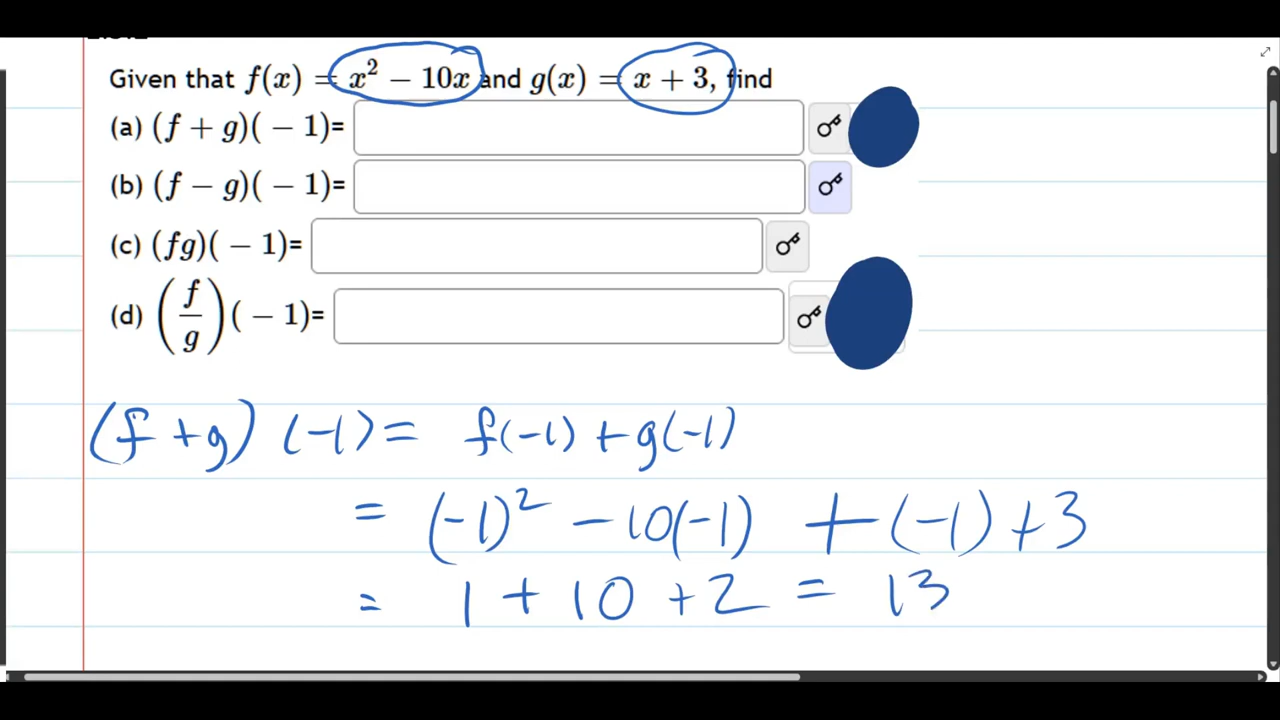 Given that f(x) = x² − 10x and g(x) = x + 3, find
(a) (f + g)( − 1)=
(b) (f − g)( − 1)=
(c) (fg)( − 1)=
(d) (f/g)( − 1)=
(f + g) (-1) = f(-1) + g(-1)
= (-1)² - 10(-1) + (-1) + 3
= 1 + 10 + 2 = 13